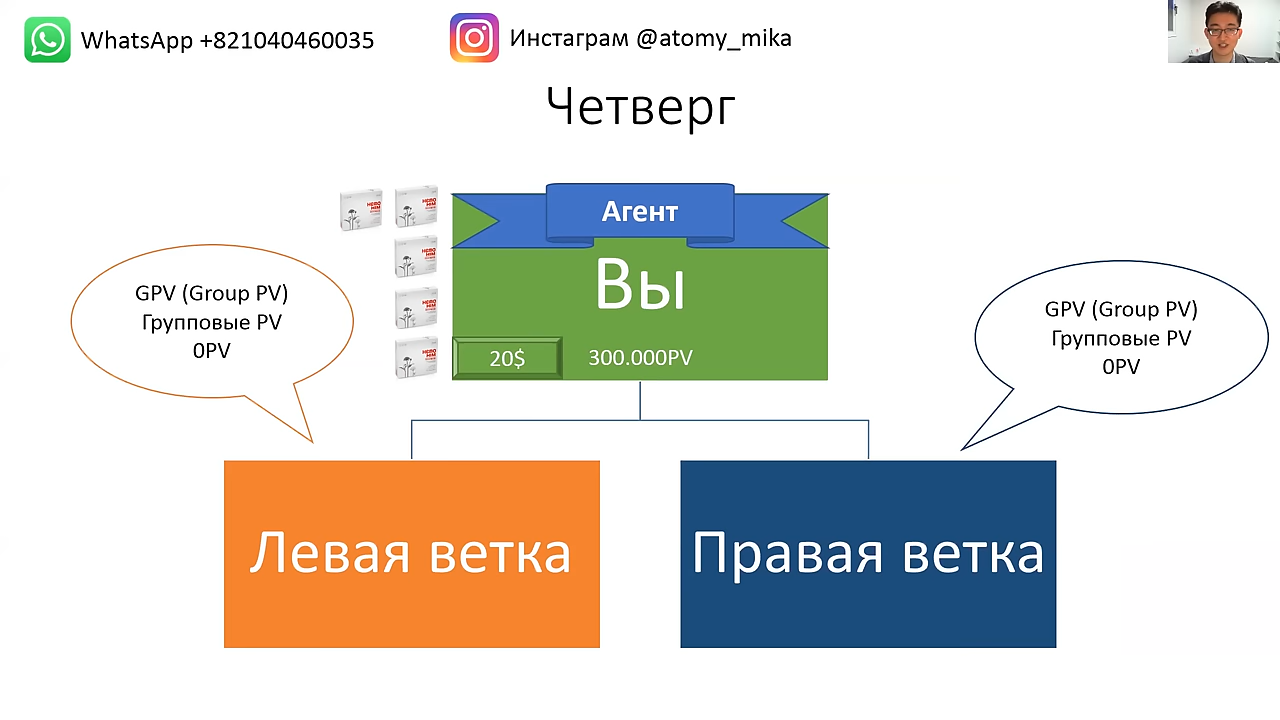 WhatsApp +821040460035
Инстаграм @atomy_mika
Четверг
Агент
Вы
20$
300.000PV
GPV (Group PV)
Групповые PV
0PV
GPV (Group PV)
Групповые PV
0PV
Левая ветка
Правая ветка